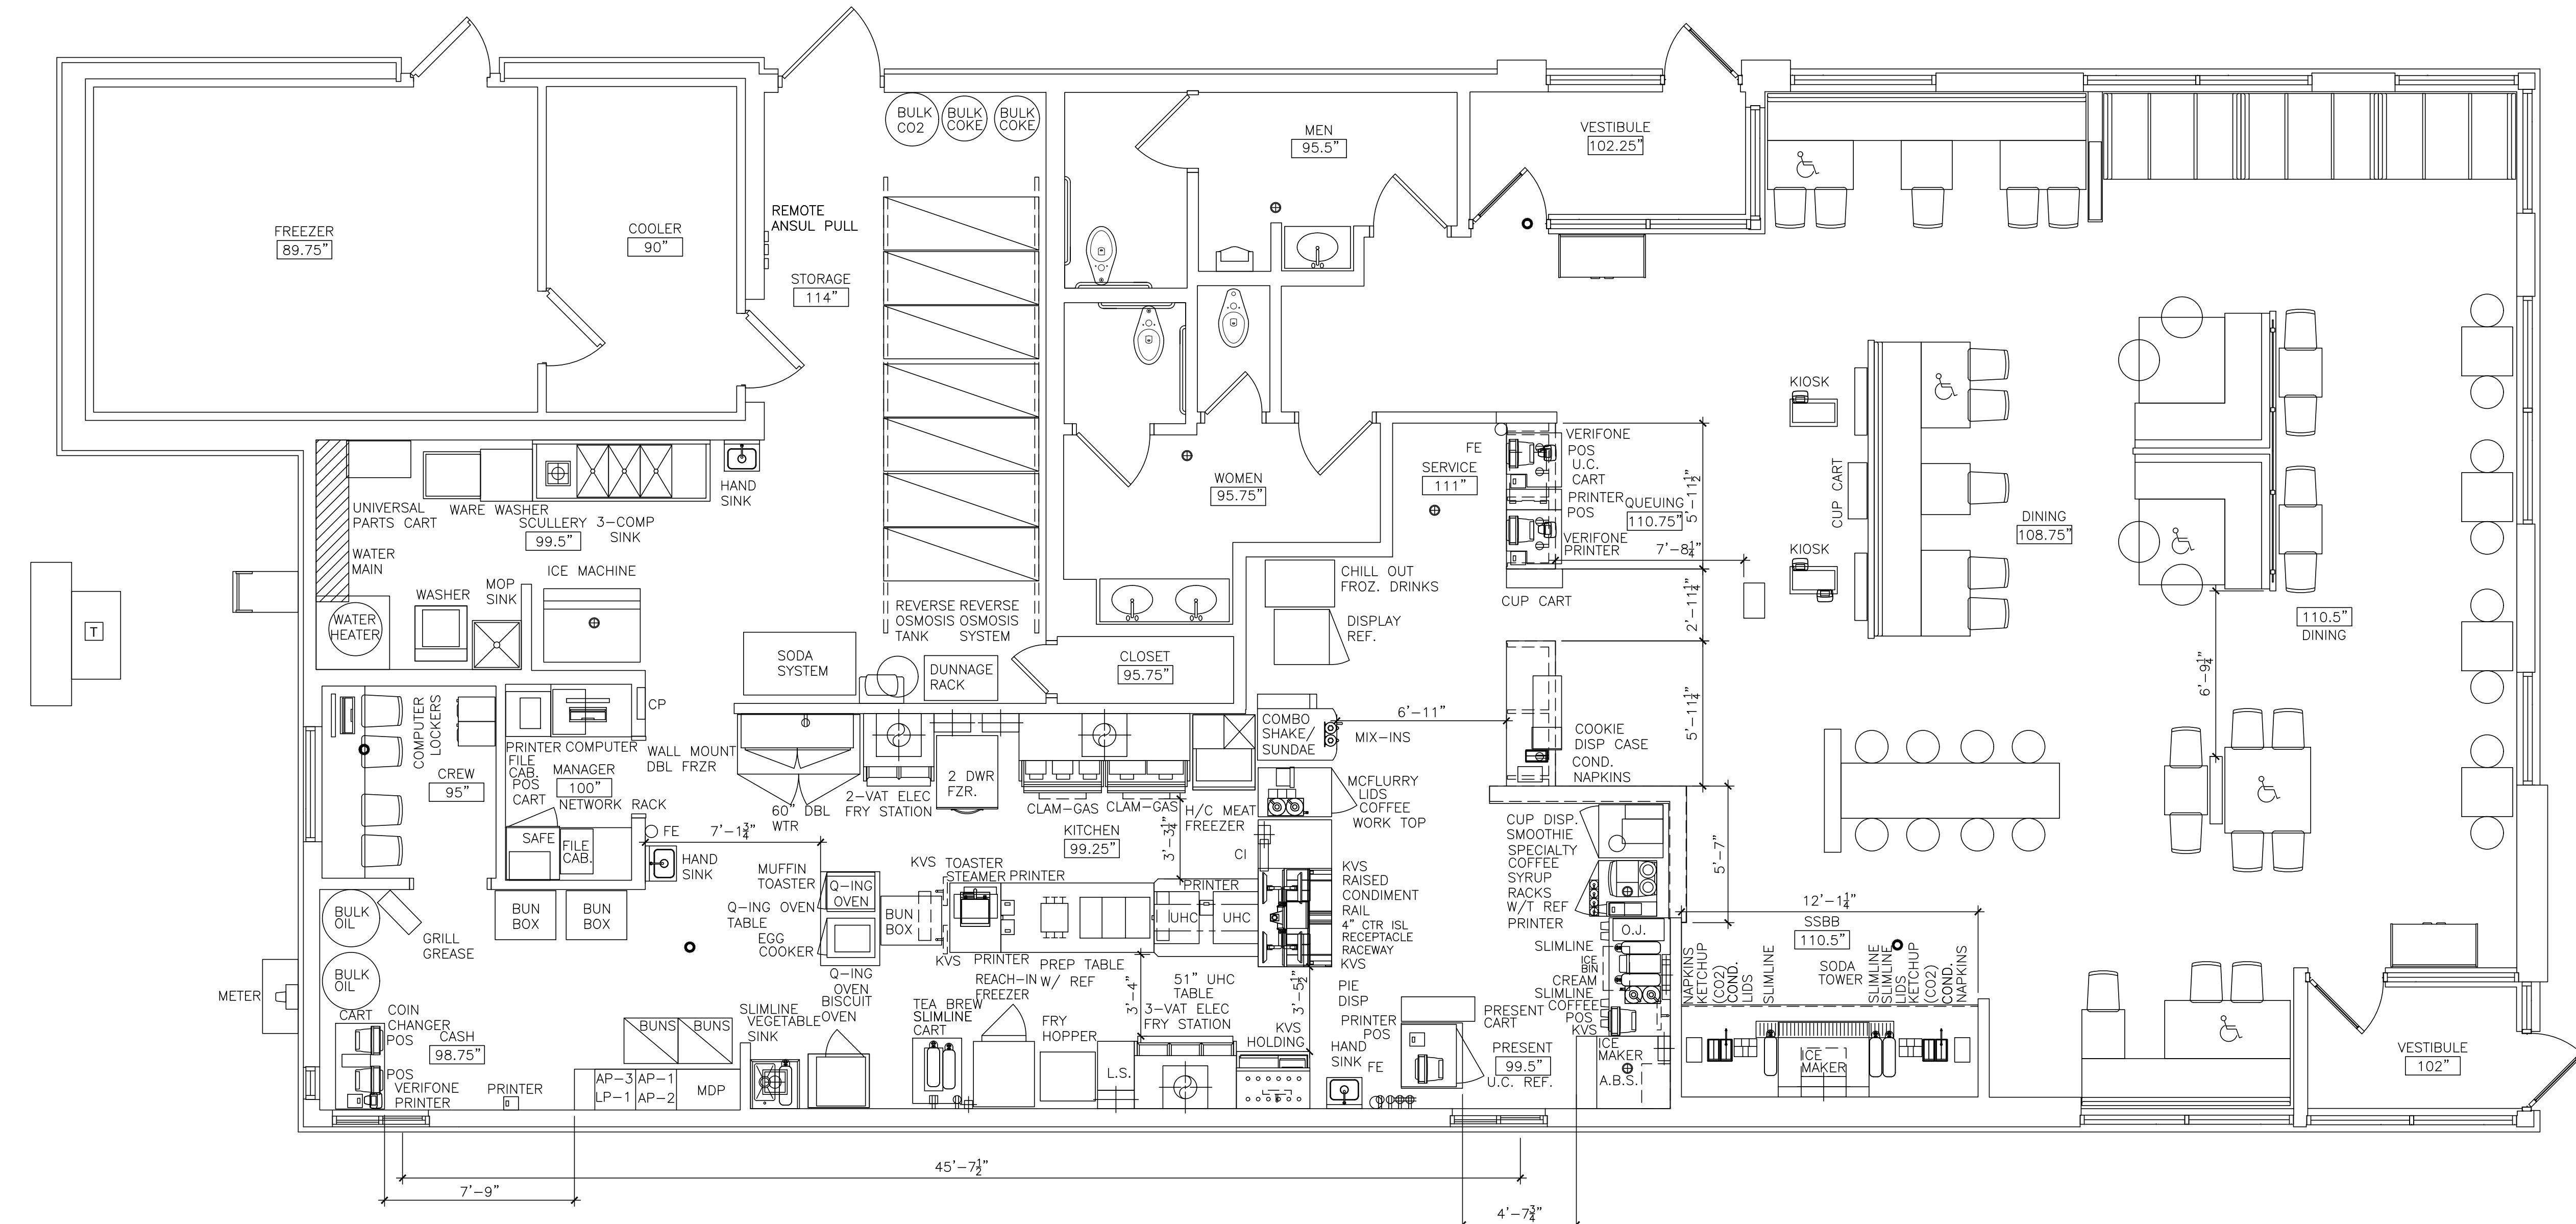 FREEZER
89.75"
COOLER
90"
REMOTE
ANSUL PULL
STORAGE
114"
BULK
CO2
BULK
COKE
BULK
COKE
MEN
95.5"
VESTIBULE
102.25"
UNIVERSAL
PARTS CART
WARE WASHER
SCULLERY
99.5"
3-COMP
SINK
HAND
SINK
WATER
MAIN
WATER
HEATER
WASHER
MOP
SINK
ICE MACHINE
REVERSE
OSMOSIS
TANK
REVERSE
OSMOSIS
SYSTEM
SODA
SYSTEM
DUNNAGE
RACK
WOMEN
95.75"
CLOSET
95.75"
FE
SERVICE
111"
VERIFONE
POS
U.C.
CART
PRINTER
POS
VERIFONE
PRINTER
QUEUING
110.75"
5'-11½"
7'-8¼"
CHILL OUT
FROZ. DRINKS
DISPLAY
REF.
CUP CART
2'-11¼"
5'-11¼"
KIOSK
CUP CART
KIOSK
DINING
108.75"
110.5"
DINING
6'-9¼"
T
COMPUTER
LOCKERS
CREW
95"
CP
PRINTER
COMPUTER
FILE
CAB.
POS
CART
MANAGER
100"
NETWORK RACK
SAFE
FILE
CAB.
FE
HAND
SINK
7'-1¾"
WALL MOUNT
DBL FRZR
60" DBL
WTR
2-VAT ELEC
FRY STATION
2 DWR
FZR.
CLAM-GAS
CLAM-GAS
H/C MEAT
FREEZER
COMBO
SHAKE/
SUNDAE
MIX-INS
6'-11"
COOKIE
DISP CASE
COND.
NAPKINS
MCFLURRY
LIDS
COFFEE
WORK TOP
KITCHEN
99.25"
3'-3¼"
CI
MUFFIN
TOASTER
Q-ING OVEN
TABLE
EGG
COOKER
Q-ING
OVEN
Q-ING
OVEN
BISCUIT
OVEN
BUN
BOX
KVS
TOASTER
STEAMER
PRINTER
PRINTER
UHC
UHC
KVS
RAISED
CONDIMENT
RAIL
4" CTR ISL
RECEPTACLE
RACEWAY
KVS
KVS
PRINTER
REACH-IN
FREEZER
PREP TABLE
W/ REF
51" UHC
TABLE
3-VAT ELEC
FRY STATION
3'-4"
3'-5½"
CUP DISP.
SMOOTHIE
SPECIALTY
COFFEE
SYRUP
RACKS
W/T REF
PRINTER
O.J.
SLIMLINE
ICE
BIN
CREAM
SLIMLINE
COFFEE
POS
KVS
ICE
MAKER
A.B.S.
5'-7"
12'-1¼"
SSBB
110.5"
SODA
TOWER
NAPKINS
KETCHUP
(CO2)
COND.
LIDS
SLIMLINE
SLIMLINE
SLIMLINE
LIDS
KETCHUP
(CO2)
COND.
NAPKINS
ICE
MAKER
VESTIBULE
102"
BULK
OIL
GRILL
GREASE
BUN
BOX
BUN
BOX
BULK
OIL
METER
CART
COIN
CHANGER
POS
CASH
98.75"
POS
VERIFONE
PRINTER
PRINTER
BUNS
BUNS
AP-3
LP-1
AP-1
AP-2
MDP
SLIMLINE
VEGETABLE
SINK
TEA BREW
SLIMLINE
CART
FRY
HOPPER
L.S.
KVS
HOLDING
PIE
DISP
PRINTER
POS
HAND
SINK
FE
PRESENT
CART
PRESENT
99.5"
U.C. REF.
45'-7½"
7'-9"
4'-7¾"